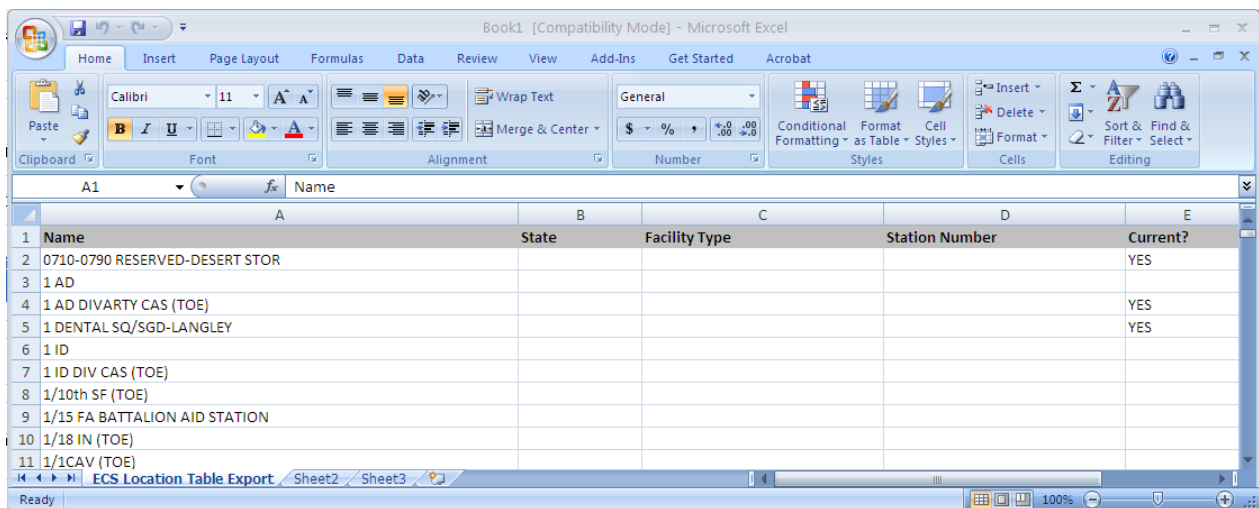 Book1 [Compatibility Mode] - Microsoft Excel
Home Insert Page Layout Formulas Data Review View Add-Ins Get Started Acrobat
Paste
Calibri 11 A A
B I U A
Wrap Text
Merge & Center
General
$ % , .0 .00 .00 .0
Conditional Formatting
Format as Table
Cell Styles
Insert
Delete
Format
Σ
Sort & Filter
Find & Select
Clipboard Font Alignment Number Styles Cells Editing
A1 fx Name
A B C D E
1 Name State Facility Type Station Number Current?
2 0710-0790 RESERVED-DESERT STOR YES
3 1 AD
4 1 AD DIVARTY CAS (TOE) YES
5 1 DENTAL SQ/SGD-LANGLEY YES
6 1 ID
7 1 ID DIV CAS (TOE)
8 1/10th SF (TOE)
9 1/15 FA BATTALION AID STATION
10 1/18 IN (TOE)
11 1/1CAV (TOE)
ECS Location Table Export Sheet2 Sheet3
Ready 100%